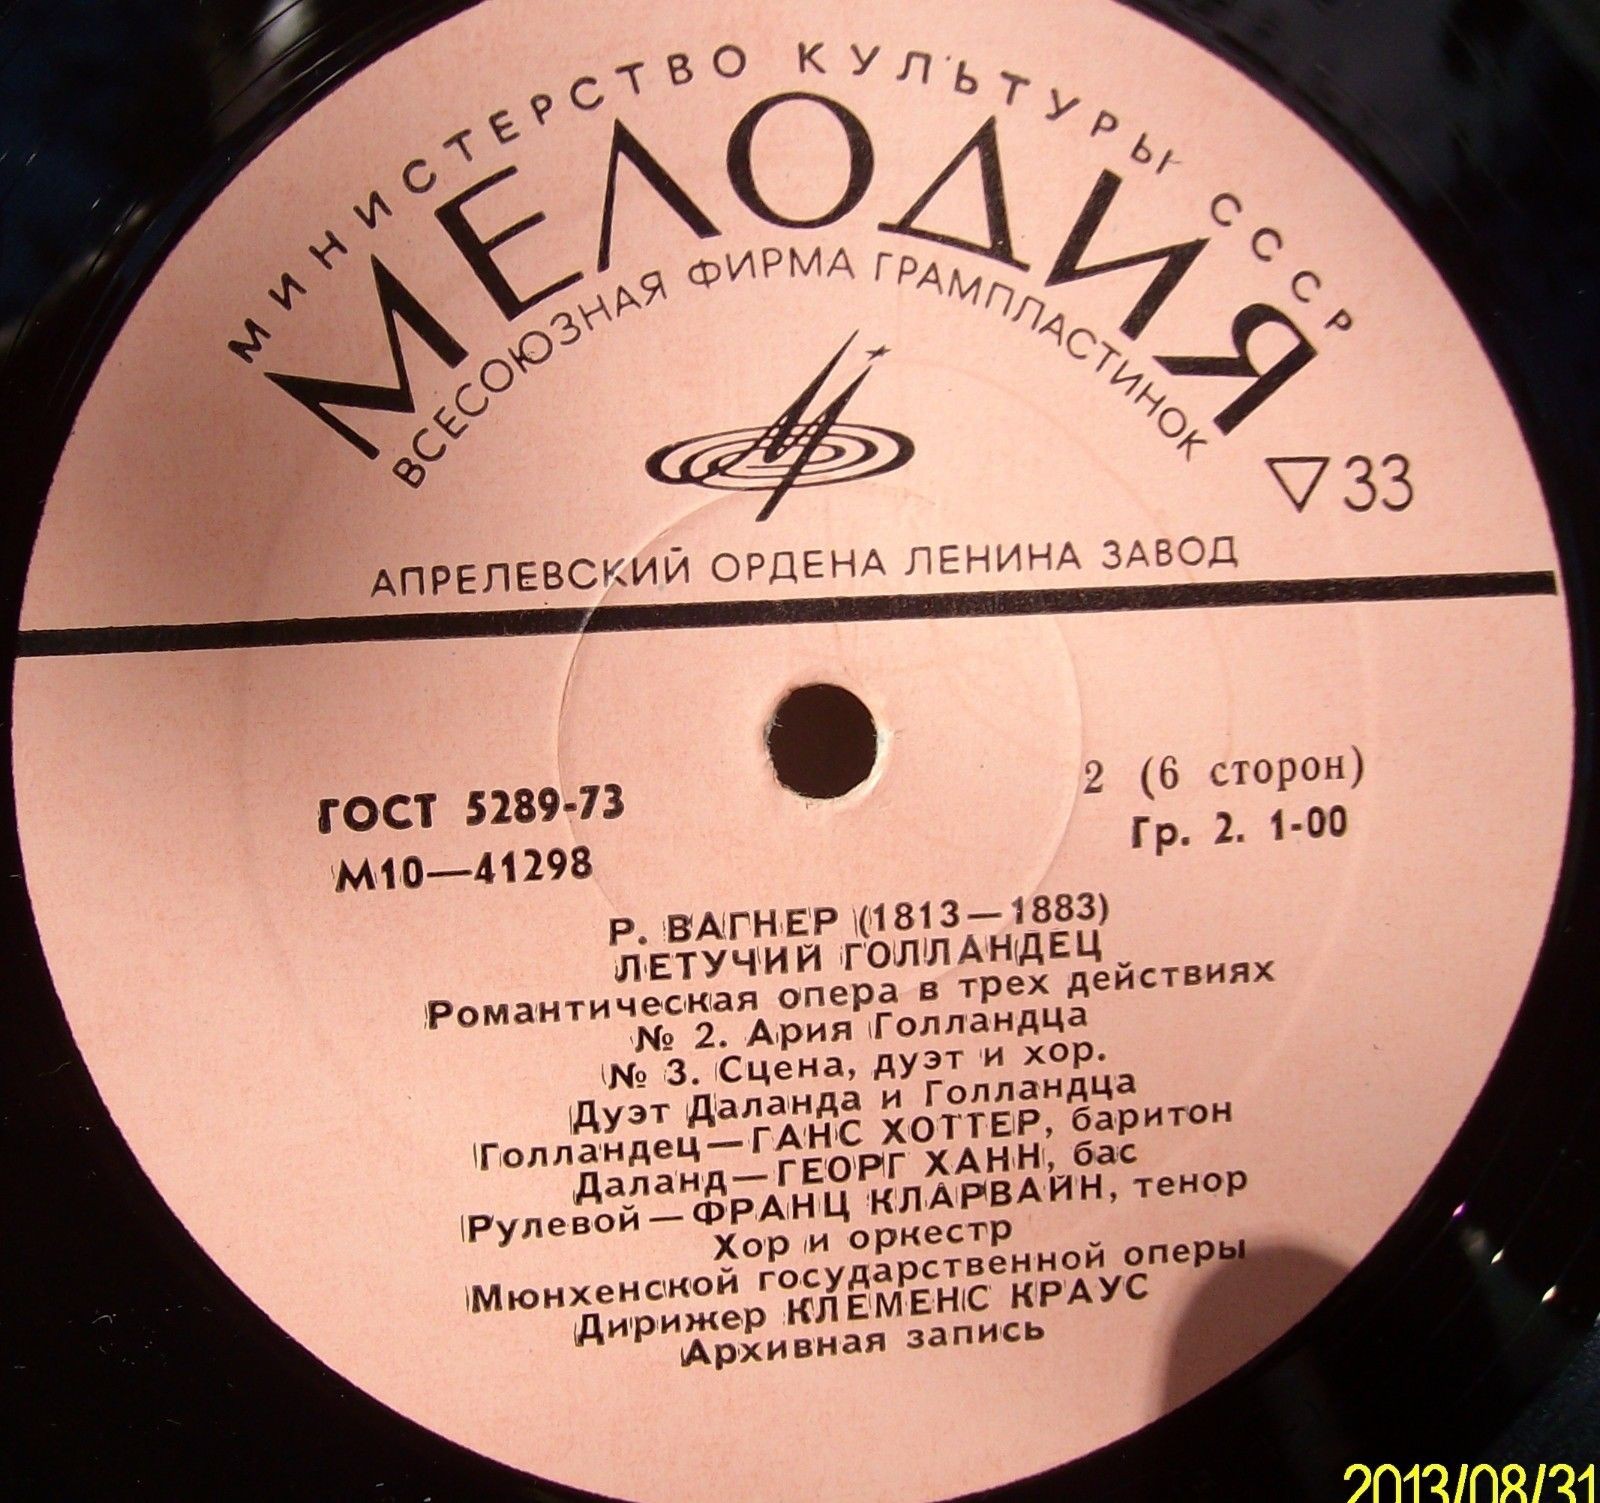 МИНИСТЕРСТВО КУЛЬТУРЫ СССР
МЕЛОДИЯ
ВСЕСОЮЗНАЯ ФИРМА ГРАМПЛАСТИНОК
33
АПРЕЛЕВСКИЙ ОРДЕНА ЛЕНИНА ЗАВОД
2 (6 сторон)
ГОСТ 5289-73
Гр. 2. 1-00
М10—41298
Р. ВАГНЕР (1813—1883)
ЛЕТУЧИЙ ГОЛЛАНДЕЦ
Романтическая опера в трех действиях
№ 2. Ария Голландца
№ 3. Сцена, дуэт и хор.
Дуэт Даланда и Голландца
Голландец—ГАНС ХОТТЕР, баритон
Даланд—ГЕОРГ ХАНН, бас
Рулевой—ФРАНЦ КЛАРВАЙН, тенор
Хор и оркестр
Мюнхенской государственной оперы
Дирижер КЛЕМЕНС КРАУС
Архивная запись
2013/08/31